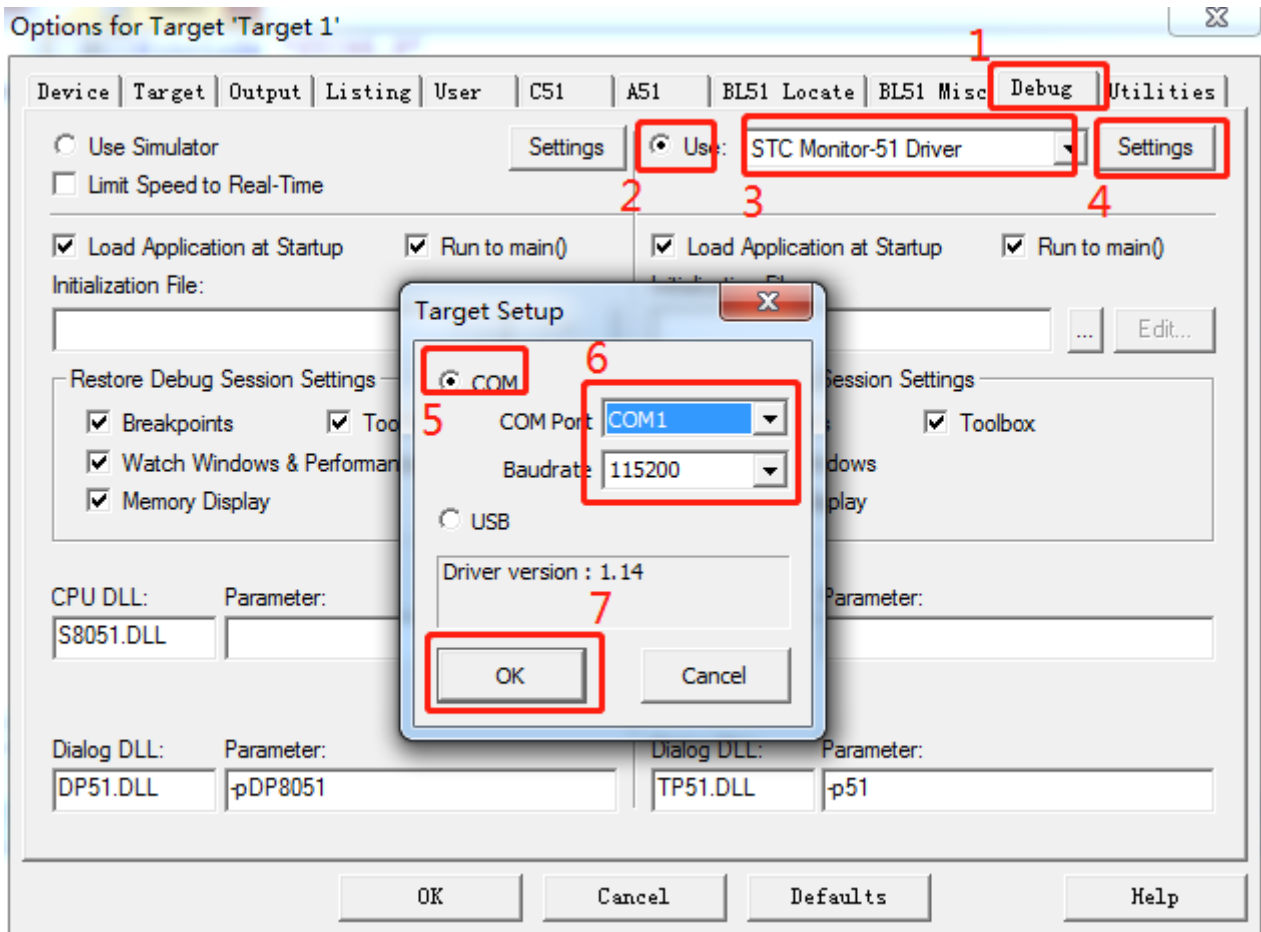 Options for Target 'Target 1'
1
Device Target Output Listing User C51 A51 BL51 Locate BL51 Misc Debug Utilities
Use Simulator Settings Use: STC Monitor-51 Driver Settings
Limit Speed to Real-Time
2 3 4
Load Application at Startup Run to main() Load Application at Startup Run to main()
Initialization File:
Target Setup
... Edit...
6
Restore Debug Session Settings Session Settings
COM
5
Breakpoints COM Port COM1 Toolbox
Watch Windows & Performan Baudrate 115200
Memory Display
USB
Driver version : 1.14
CPU DLL: Parameter: 7 Parameter:
S8051.DLL
OK Cancel
Dialog DLL: Parameter: Dialog DLL: Parameter:
DP51.DLL -pDP8051 TP51.DLL -p51
OK Cancel Defaults Help